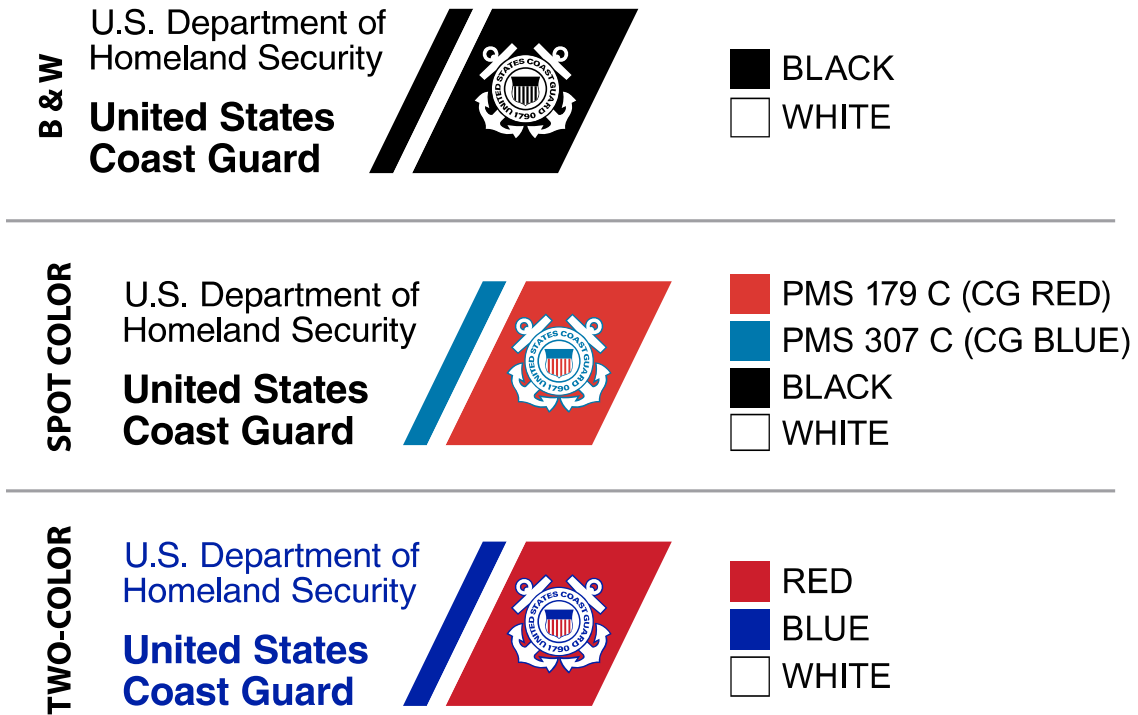 B & W
U.S. Department of
Homeland Security
United States
Coast Guard
UNITED STATES COAST GUARD
1790
BLACK
WHITE
SPOT COLOR
U.S. Department of
Homeland Security
United States
Coast Guard
UNITED STATES COAST GUARD
1790
PMS 179 C (CG RED)
PMS 307 C (CG BLUE)
BLACK
WHITE
TWO-COLOR
U.S. Department of
Homeland Security
United States
Coast Guard
UNITED STATES COAST GUARD
1790
RED
BLUE
WHITE